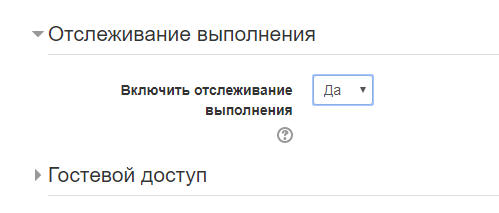 Отслеживание выполнения
Включить отслеживание
выполнения
Да
Гостевой доступ